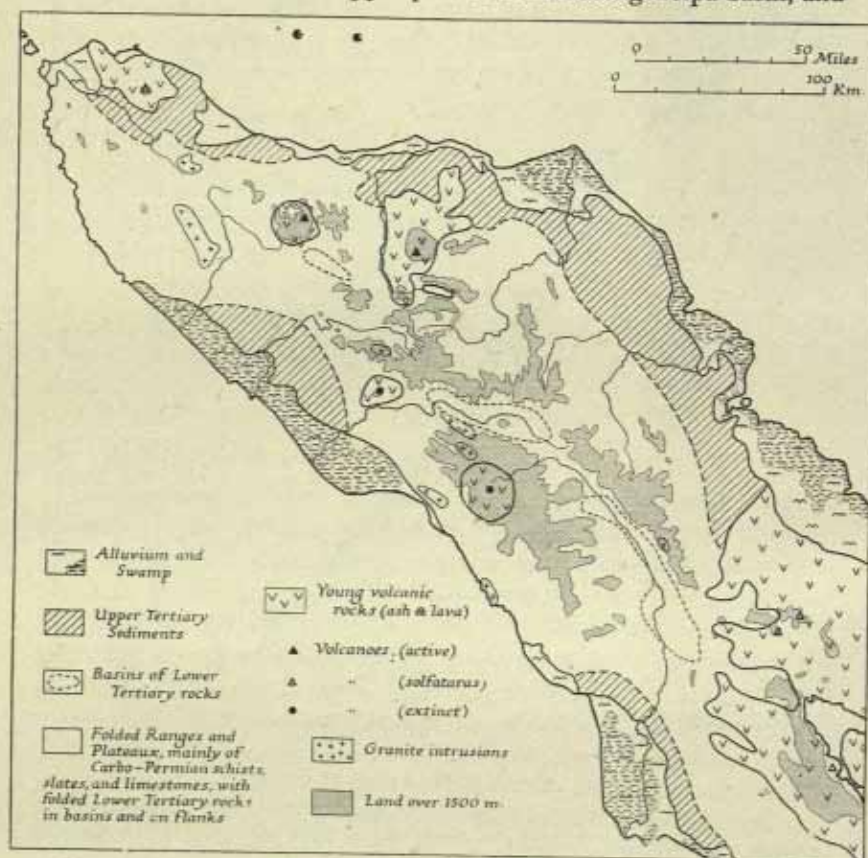 and
0 50
Miles
0 100
Km.
Alluvium and
Swamp
Upper Tertiary
Sediments
Basins of Lower
Tertiary rocks
Folded Ranges and
Plateaux, mainly of
Carbo-Permian schists,
slates, and limestones, with
folded Lower Tertiary rocks
in basins and on flanks
Young volcanic
rocks (ash & lava)
Volcanoes (active)
" (solfataras)
" (extinct)
Granite intrusions
Land over 1500 m.